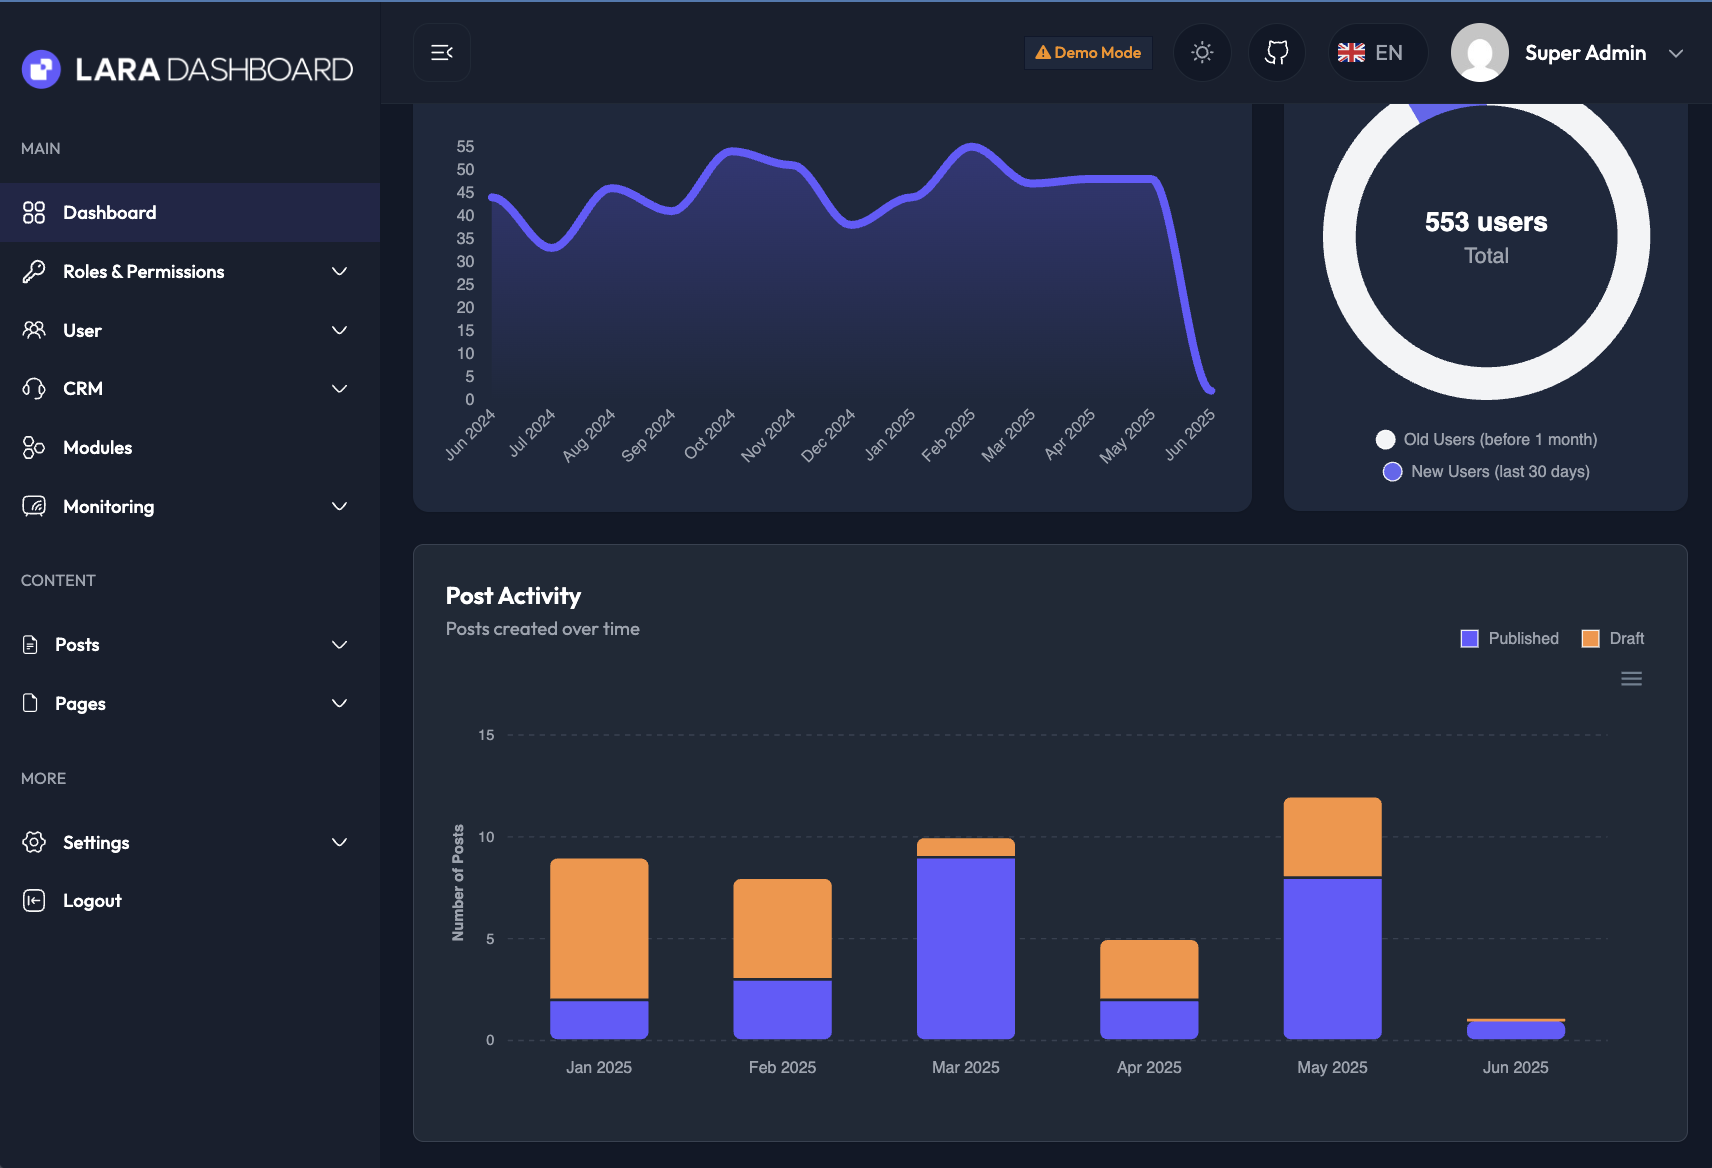 LARA DASHBOARD
MAIN
Dashboard
Roles & Permissions
User
CRM
Modules
Monitoring
CONTENT
Posts
Pages
MORE
Settings
Logout
Demo Mode
EN
Super Admin
55
50
45
40
35
30
25
20
15
10
5
0
Jun 2024
Jul 2024
Aug 2024
Sep 2024
Oct 2024
Nov 2024
Dec 2024
Jan 2025
Feb 2025
Mar 2025
Apr 2025
May 2025
Jun 2025
553 users
Total
Old Users (before 1 month)
New Users (last 30 days)
Post Activity
Posts created over time
Published
Draft
Number of Posts
15
10
5
0
Jan 2025
Feb 2025
Mar 2025
Apr 2025
May 2025
Jun 2025